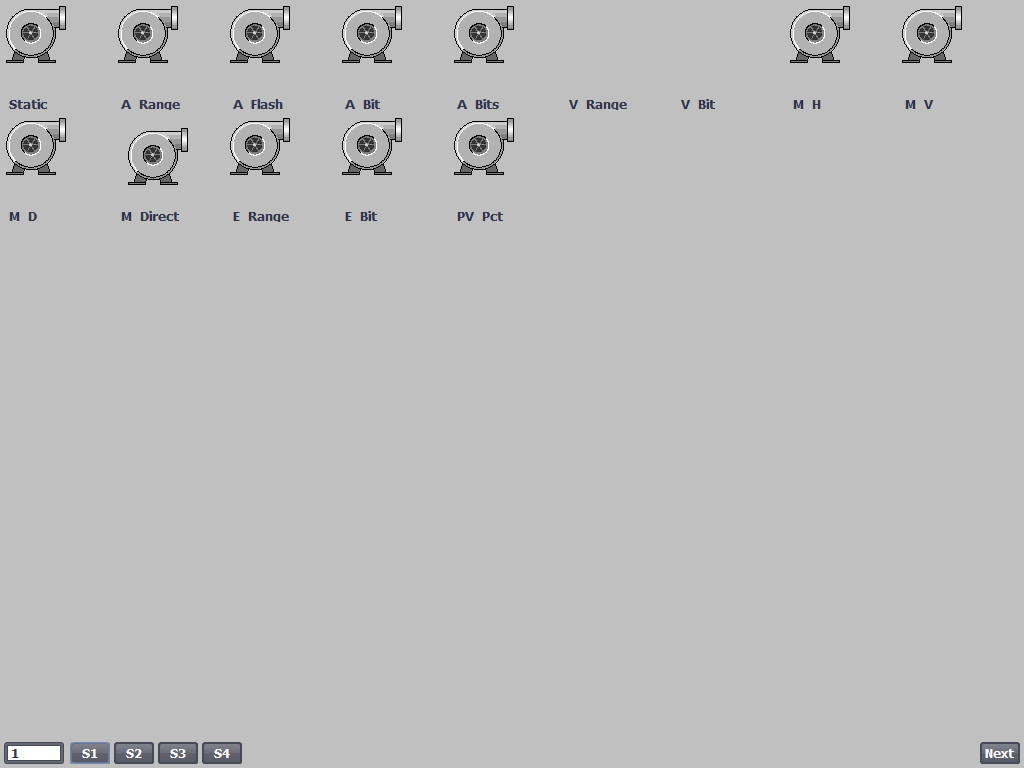 Static A Range A Flash A Bit A Bits V Range V Bit M H M V
M D M Direct E Range E Bit PV Pct
1 S1 S2 S3 S4 Next